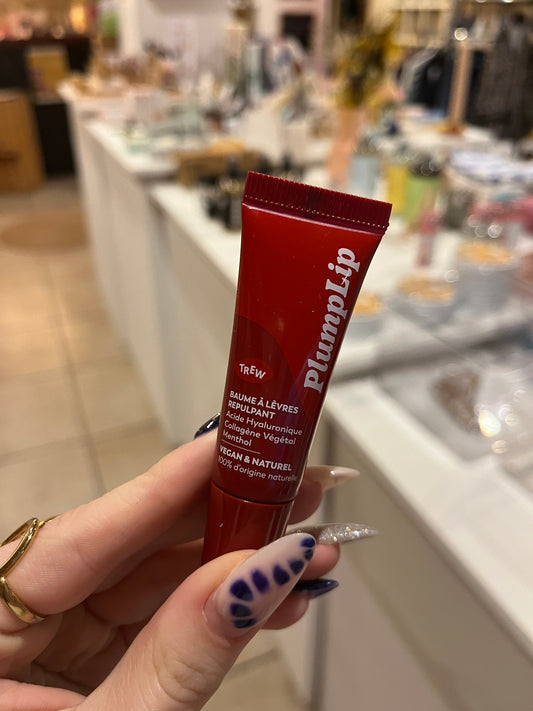 PlumpLip
TREW
BAUME À LÈVRES
REPULPANT
Acide Hyaluronique
Collagène Végétal
Menthol
VEGAN & NATUREL
100% d'origine naturelle